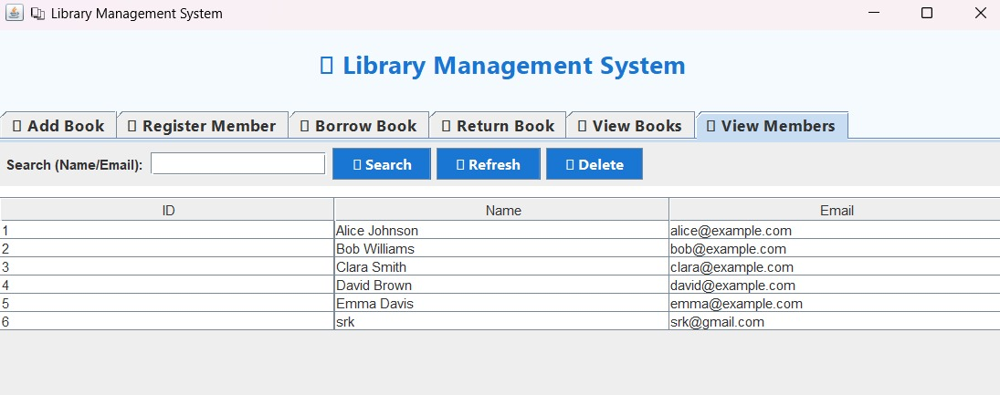 Library Management System
▯ Library Management System
▯ Add Book ▯ Register Member ▯ Borrow Book ▯ Return Book ▯ View Books ▯ View Members
Search (Name/Email): ▯ Search ▯ Refresh ▯ Delete
ID Name Email
1 Alice Johnson alice@example.com
2 Bob Williams bob@example.com
3 Clara Smith clara@example.com
4 David Brown david@example.com
5 Emma Davis emma@example.com
6 srk srk@gmail.com